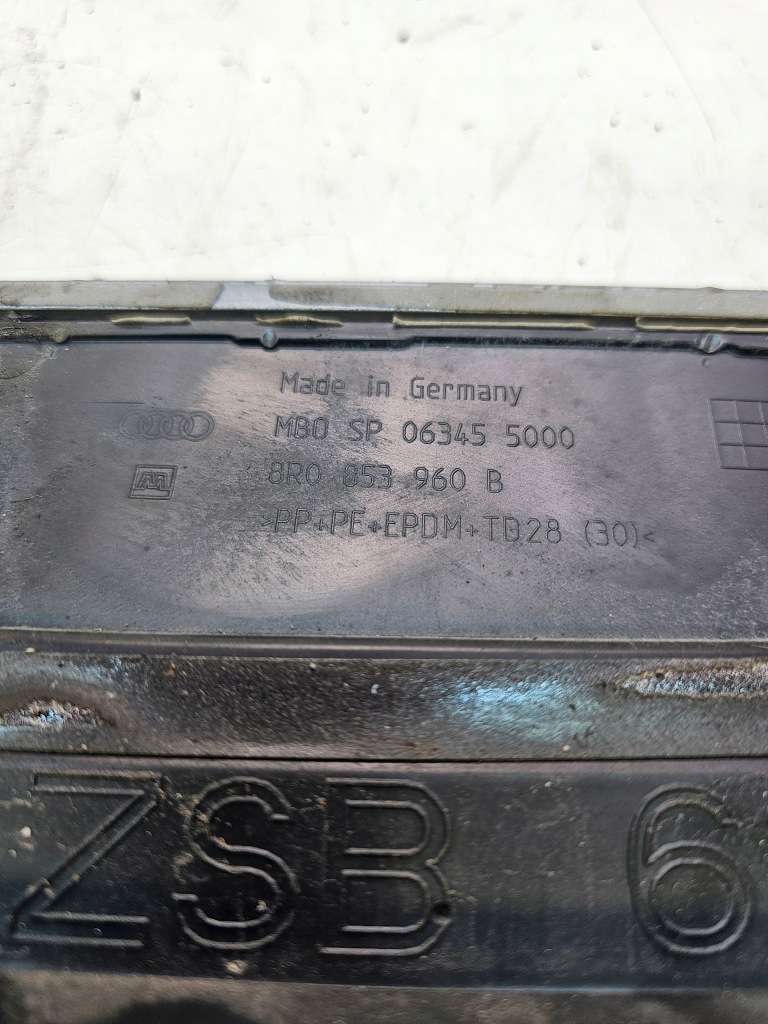 Made in Germany
MBO SP 06345 5000
8R0 853 960 B
>PP+PE+EPDM+TD28 (30)<
ZSB 6